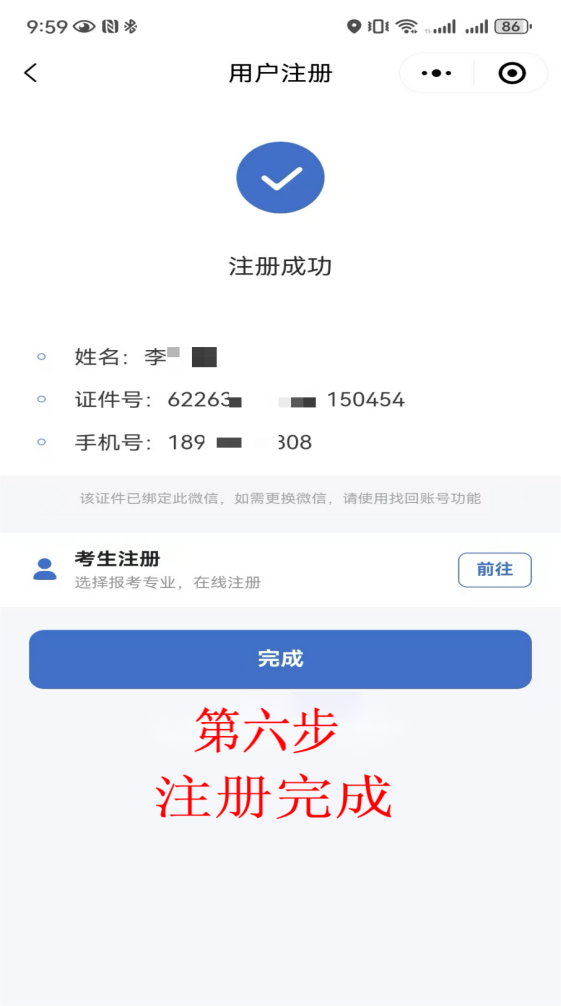 9:59
86
用户注册
注册成功
姓名：李
证件号：62263 150454
手机号：189 308
该证件已绑定此微信，如需更换微信，请使用找回账号功能
考生注册
选择报考专业，在线注册
前往
完成
第六步
注册完成